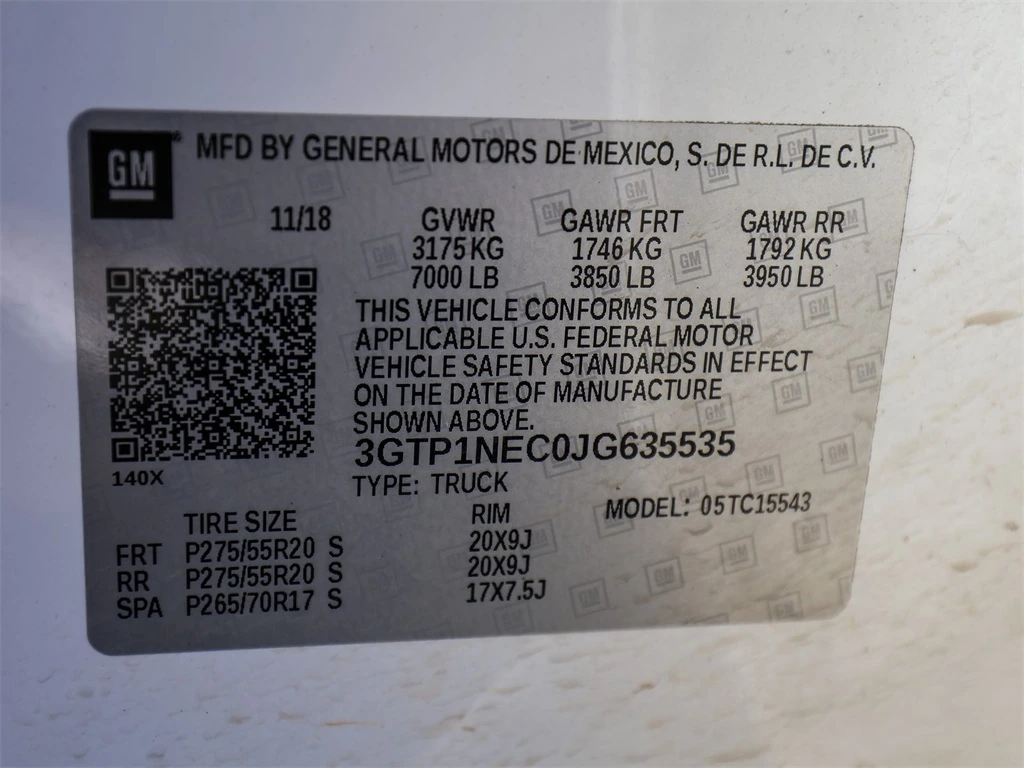 GM
MFD BY GENERAL MOTORS DE MEXICO, S. DE R.L. DE C.V.
11/18 GVWR GAWR FRT GAWR RR
3175 KG 1746 KG 1792 KG
7000 LB 3850 LB 3950 LB
THIS VEHICLE CONFORMS TO ALL
APPLICABLE U.S. FEDERAL MOTOR
VEHICLE SAFETY STANDARDS IN EFFECT
ON THE DATE OF MANUFACTURE
SHOWN ABOVE.
3GTP1NEC0JG635535
140X
TYPE: TRUCK MODEL: 05TC15543
TIRE SIZE RIM
FRT P275/55R20 S 20X9J
RR P275/55R20 S 20X9J
SPA P265/70R17 S 17X7.5J